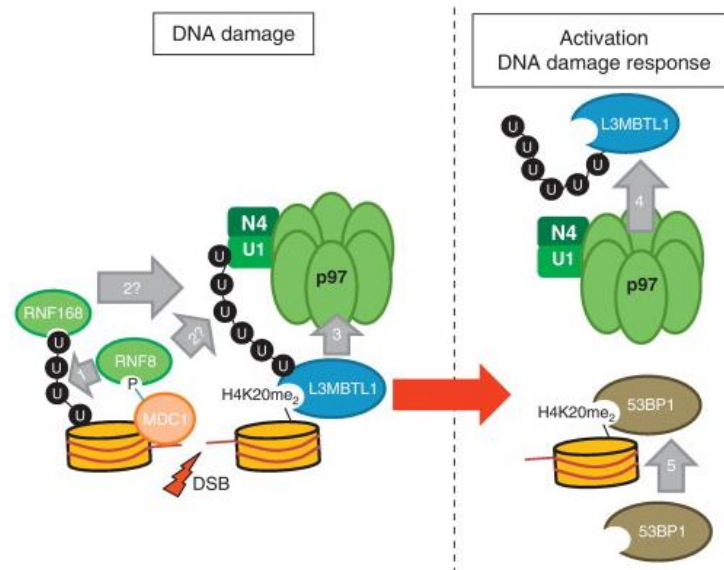 DNA damage
Activation
DNA damage response
U
U
U
U
U
U
U
L3MBTL1
4
N4
U1
p97
N4
U1
p97
2?
RNF168
U
U
U
U
1
RNF8
P
MDC1
2?
U
U
U
U
U
U
U
3
H4K20me₂
L3MBTL1
DSB
H4K20me₂
53BP1
5
53BP1